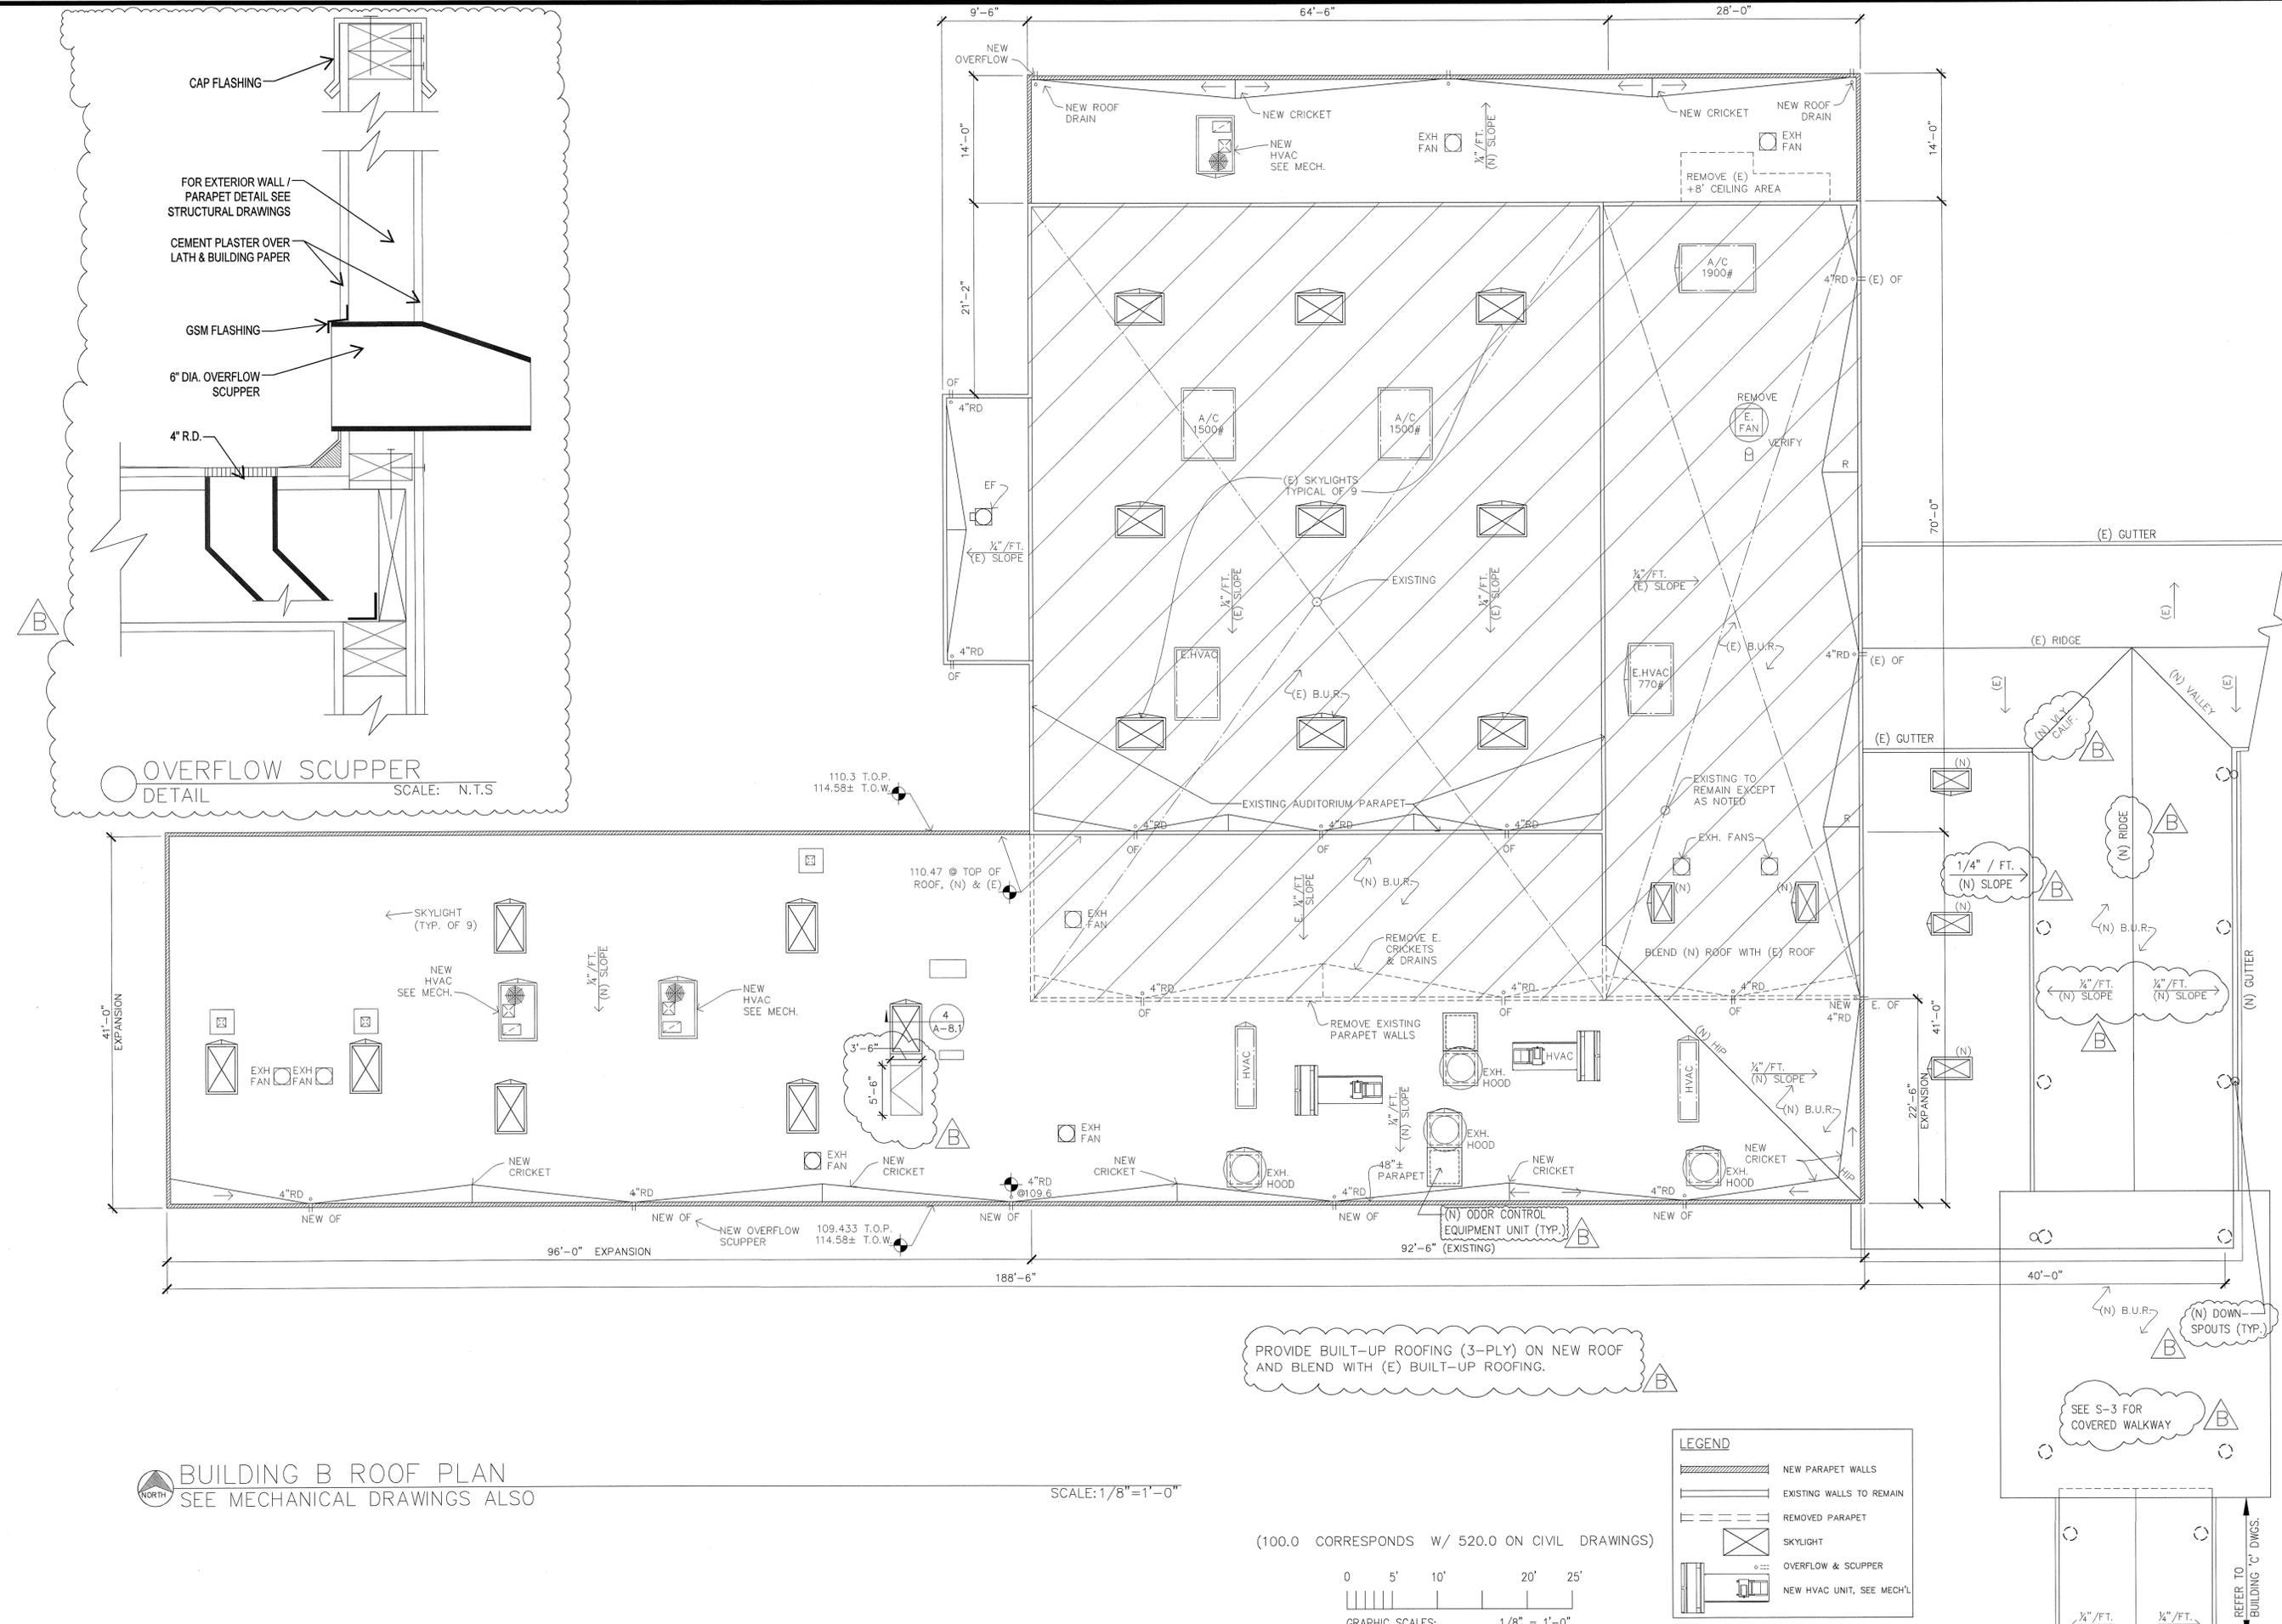 9'-6"
64'-6"
28'-0"
CAP FLASHING
FOR EXTERIOR WALL /
PARAPET DETAIL SEE
STRUCTURAL DRAWINGS
CEMENT PLASTER OVER
LATH & BUILDING PAPER
GSM FLASHING
6" DIA. OVERFLOW
SCUPPER
4" R.D.
B
OVERFLOW SCUPPER
DETAIL
SCALE: N.T.S
NEW
OVERFLOW
NEW ROOF
DRAIN
NEW CRICKET
NEW
HVAC
SEE MECH.
EXH
FAN
¼"/FT.
(N) SLOPE
NEW CRICKET
NEW ROOF
DRAIN
EXH
FAN
REMOVE (E)
+8' CEILING AREA
14'-0"
14'-0"
21'-2"
70'-0"
A/C
1900#
4"RD
(E) OF
OF
4"RD
A/C
1500#
A/C
1500#
REMOVE
E.
FAN
VERIFY
R
(E) SKYLIGHTS
TYPICAL OF 9
EF
¼"/FT.
(E) SLOPE
EXISTING
¼"/FT.
(E) SLOPE
¼"/FT.
(E) SLOPE
¼"/FT.
(E) SLOPE
(E) GUTTER
(E)
(E) RIDGE
4"RD
OF
E.HVAC
(E) B.U.R.
E.HVAC
770#
(E) B.U.R.
4"RD
(E) OF
(E)
(N) VALLEY
(E)
(N) VLY
CALIF.
B
(E) GUTTER
110.3 T.O.P.
114.58± T.O.W.
EXISTING AUDITORIUM PARAPET
EXISTING TO
REMAIN EXCEPT
AS NOTED
(N)
4"RD
4"RD
4"RD
OF
OF
OF
R
EXH. FANS
(N) RIDGE
B
110.47 @ TOP OF
ROOF, (N) & (E)
(N) B.U.R.
E. ¼"/FT.
SLOPE
(N)
(N)
1/4" / FT.
(N) SLOPE
B
(N)
SKYLIGHT
(TYP. OF 9)
EXH
FAN
REMOVE E.
CRICKETS
& DRAINS
BLEND (N) ROOF WITH (E) ROOF
(N) B.U.R.
NEW
HVAC
SEE MECH.
¼"/FT.
(N) SLOPE
NEW
HVAC
SEE MECH.
4"RD
4"RD
4"RD
OF
OF
OF
NEW
4"RD
E. OF
¼"/FT.
(N) SLOPE
¼"/FT.
(N) SLOPE
B
(N) GUTTER
41'-0"
EXPANSION
4
A-8.1
3'-6"
5'-6"
B
REMOVE EXISTING
PARAPET WALLS
(N) HIP
41'-0"
22'-6"
EXPANSION
(N)
EXH
FAN
EXH
FAN
HVAC
HVAC
EXH.
HOOD
HVAC
¼"/FT.
(N) SLOPE
(N) B.U.R.
¼"/FT.
(N) SLOPE
EXH
FAN
EXH.
HOOD
EXH
FAN
NEW
CRICKET
NEW
CRICKET
NEW
CRICKET
EXH.
HOOD
48"±
PARAPET
NEW
CRICKET
EXH.
HOOD
NEW
CRICKET
HIP
4"RD
4"RD
4"RD
@109.6
4"RD
4"RD
NEW OF
NEW OF
NEW OF
NEW OF
NEW OF
NEW OVERFLOW
SCUPPER
109.433 T.O.P.
114.58± T.O.W.
(N) ODOR CONTROL
EQUIPMENT UNIT (TYP.)
B
96'-0" EXPANSION
92'-6" (EXISTING)
188'-6"
40'-0"
(N) B.U.R.
(N) DOWN-
SPOUTS (TYP.)
B
PROVIDE BUILT-UP ROOFING (3-PLY) ON NEW ROOF
AND BLEND WITH (E) BUILT-UP ROOFING.
B
SEE S-3 FOR
COVERED WALKWAY
B
NORTH
BUILDING B ROOF PLAN
SEE MECHANICAL DRAWINGS ALSO
SCALE: 1/8"=1'-0"
LEGEND
NEW PARAPET WALLS
EXISTING WALLS TO REMAIN
REMOVED PARAPET
SKYLIGHT
OVERFLOW & SCUPPER
NEW HVAC UNIT, SEE MECH'L
(100.0 CORRESPONDS W/ 520.0 ON CIVIL DRAWINGS)
0 5' 10' 20' 25'
GRAPHIC SCALES: 1/8" = 1'-0"
REFER TO
BUILDING 'C' DWGS.
¼"/FT.
¼"/FT.